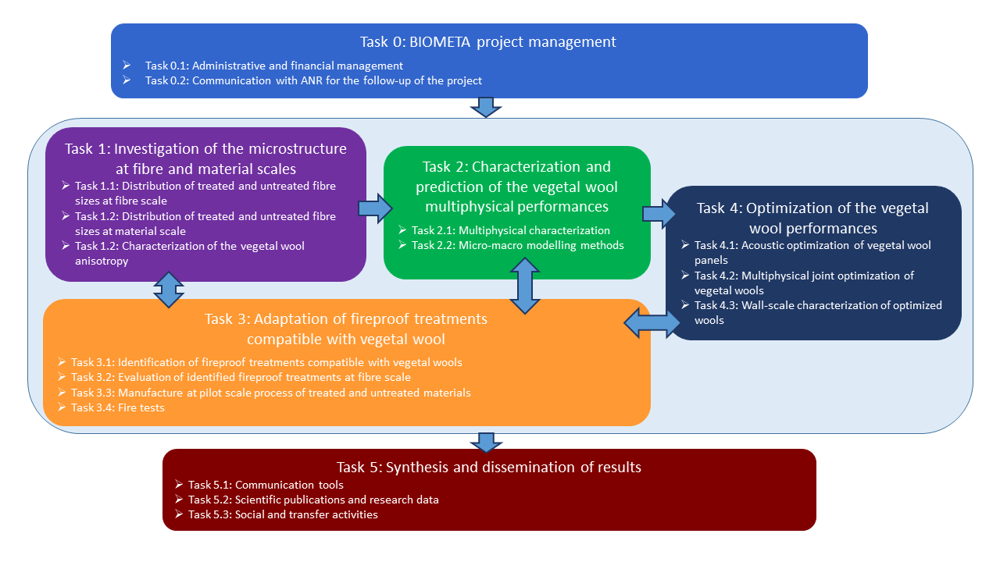 Task 0: BIOMETA project management
➢ Task 0.1: Administrative and financial management
➢ Task 0.2: Communication with ANR for the follow-up of the project
Task 1: Investigation of the microstructure
at fibre and material scales
➢ Task 1.1: Distribution of treated and untreated fibre
sizes at fibre scale
➢ Task 1.2: Distribution of treated and untreated fibre
sizes at material scale
➢ Task 1.2: Characterization of the vegetal wool
anisotropy
Task 2: Characterization and
prediction of the vegetal wool
multiphysical performances
➢ Task 2.1: Multiphysical characterization
➢ Task 2.2: Micro-macro modelling methods
Task 3: Adaptation of fireproof treatments
compatible with vegetal wool
➢ Task 3.1: Identification of fireproof treatments compatible with vegetal wools
➢ Task 3.2: Evaluation of identified fireproof treatments at fibre scale
➢ Task 3.3: Manufacture at pilot scale process of treated and untreated materials
➢ Task 3.4: Fire tests
Task 4: Optimization of the vegetal
wool performances
➢ Task 4.1: Acoustic optimization of vegetal wool
panels
➢ Task 4.2: Multiphysical joint optimization of
vegetal wools
➢ Task 4.3: Wall-scale characterization of optimized
wools
Task 5: Synthesis and dissemination of results
➢ Task 5.1: Communication tools
➢ Task 5.2: Scientific publications and research data
➢ Task 5.3: Social and transfer activities